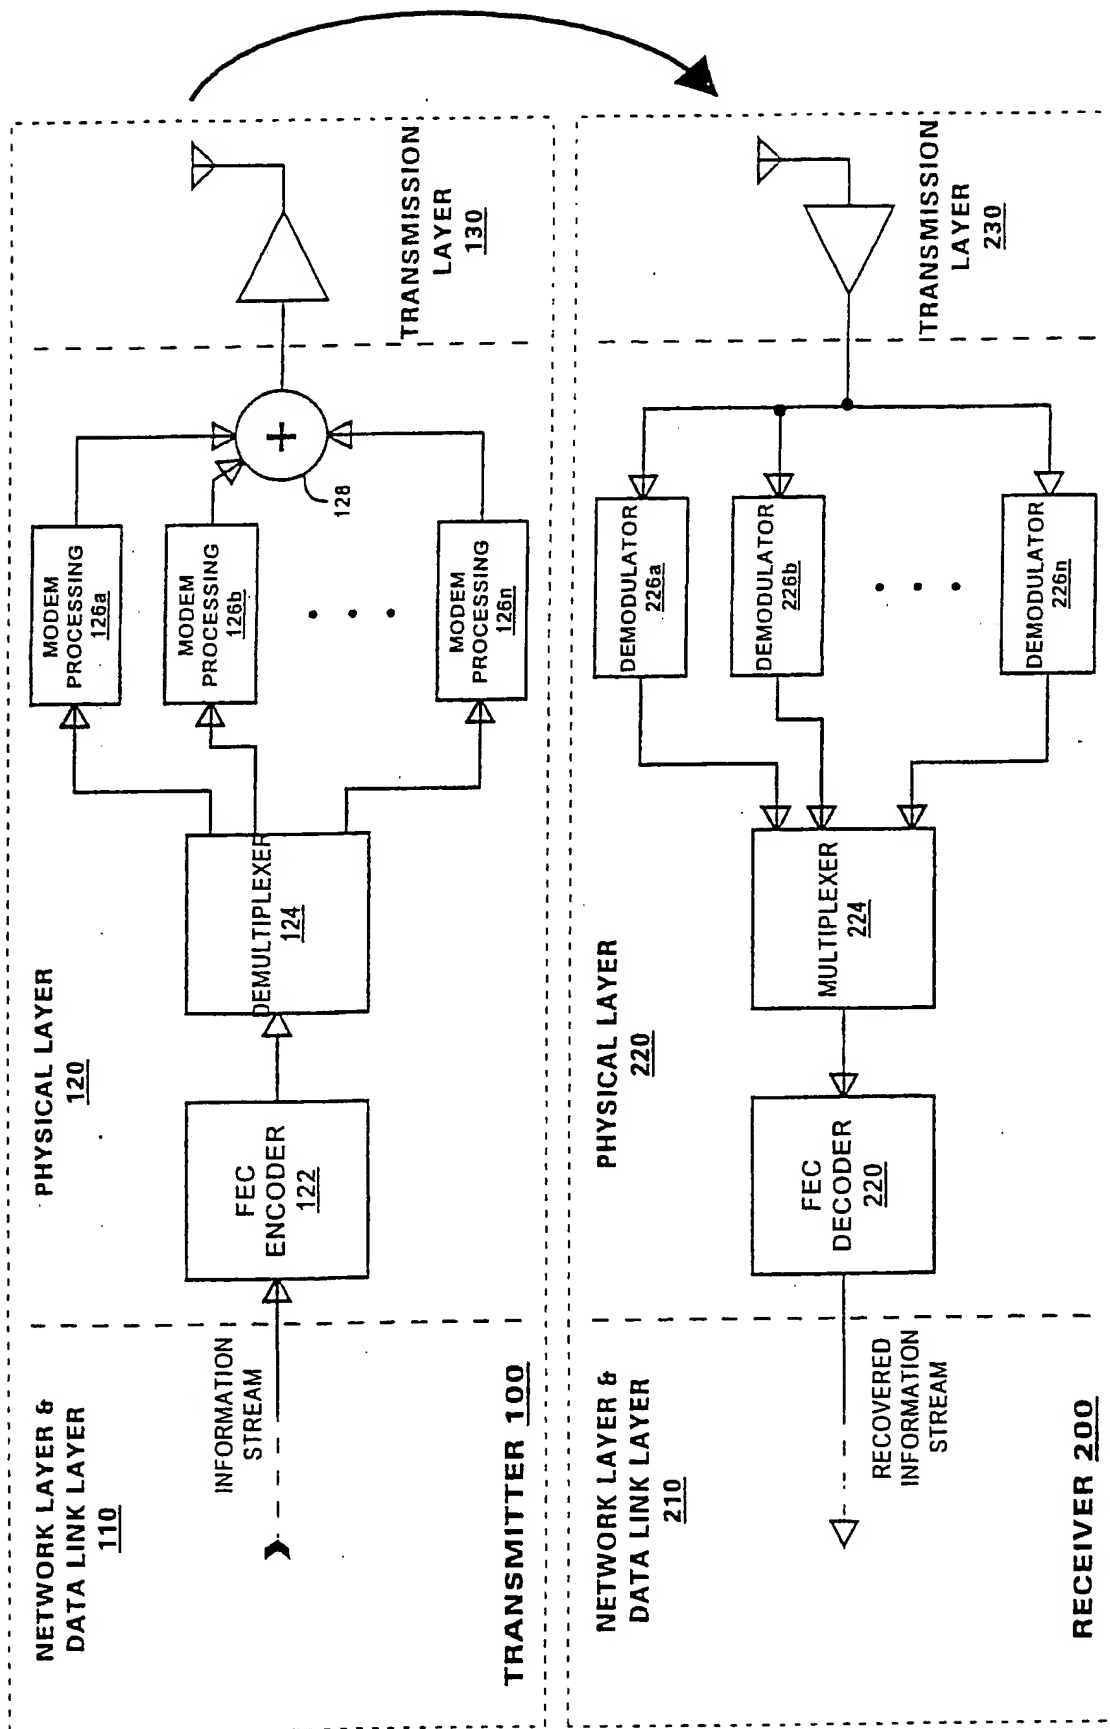 NETWORK LAYER &
DATA LINK LAYER
110
INFORMATION
STREAM
TRANSMITTER 100
PHYSICAL LAYER
120
FEC
ENCODER
122
DEMULTIPLEXER
124
MODEM
PROCESSING
126a
MODEM
PROCESSING
126b
MODEM
PROCESSING
126n
+
128
TRANSMISSION
LAYER
130
NETWORK LAYER &
DATA LINK LAYER
210
RECOVERED
INFORMATION
STREAM
RECEIVER 200
PHYSICAL LAYER
220
FEC
DECODER
220
MULTIPLEXER
224
DEMODULATOR
226a
DEMODULATOR
226b
DEMODULATOR
226n
TRANSMISSION
LAYER
230